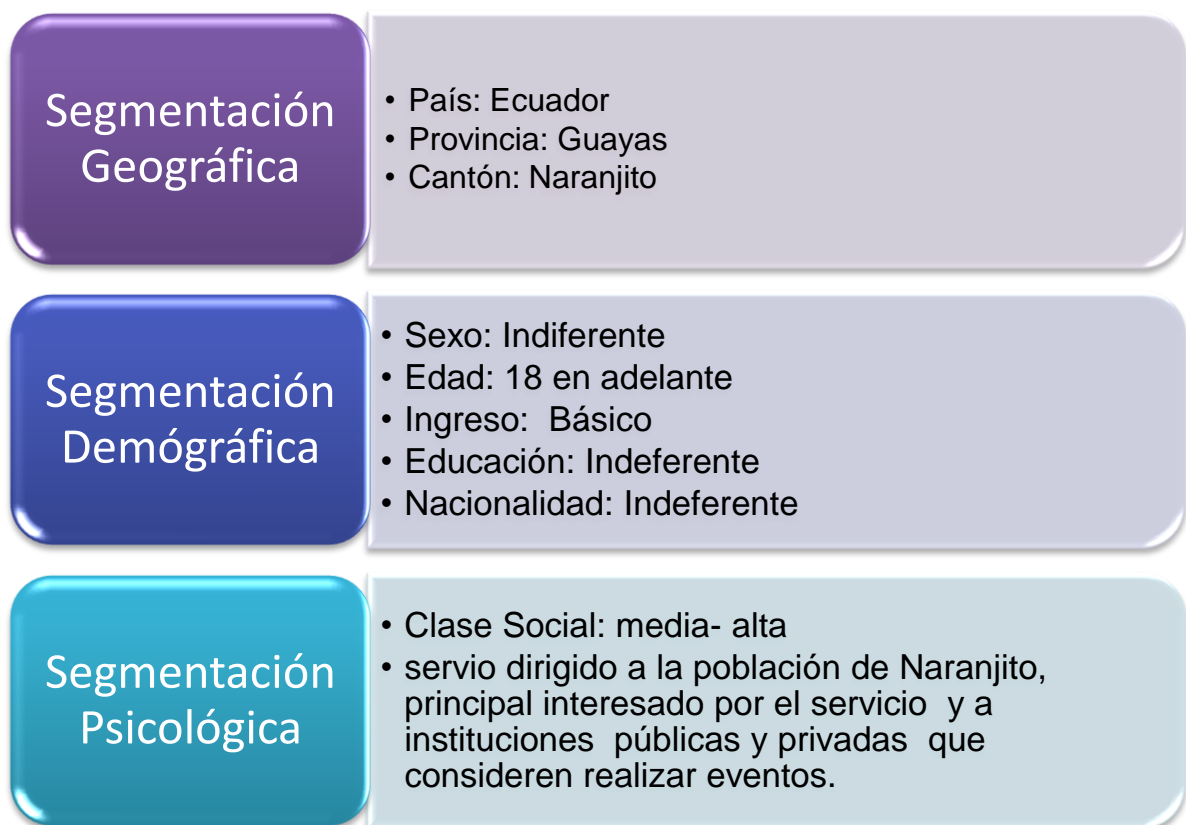 Segmentación
Geográfica
• País: Ecuador
• Provincia: Guayas
• Cantón: Naranjito
Segmentación
Demógráfica
• Sexo: Indiferente
• Edad: 18 en adelante
• Ingreso:  Básico
• Educación: Indeferente
• Nacionalidad: Indeferente
Segmentación
Psicológica
• Clase Social: media- alta
• servio dirigido a la población de Naranjito,
principal interesado por el servicio  y a
instituciones  públicas y privadas  que
consideren realizar eventos.